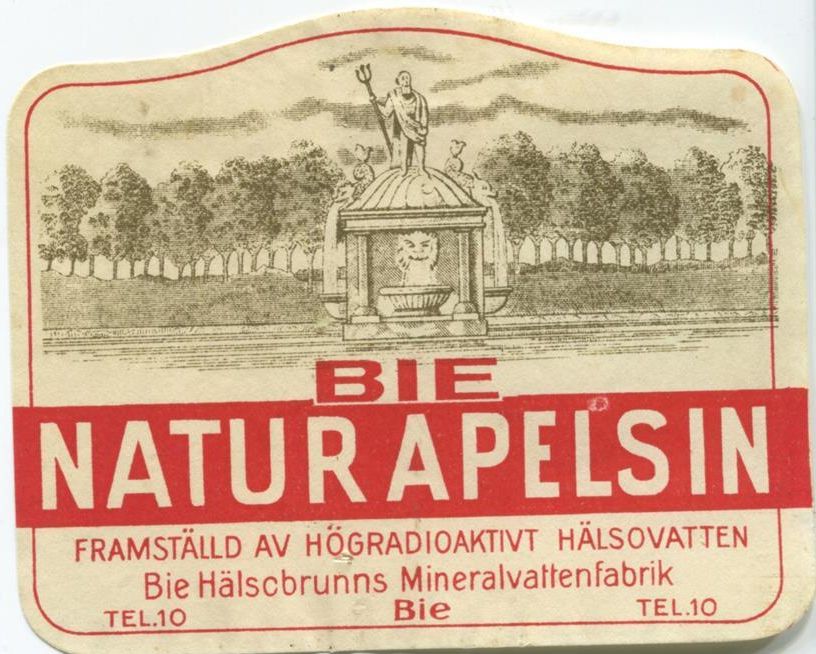 BIE
NATURAPELSIN
FRAMSTÄLLD AV HÖGRADIOAKTIVT HÄLSOVATTEN
Bie Hälsobrunns Mineralvattenfabrik
TEL.10 Bie TEL.10